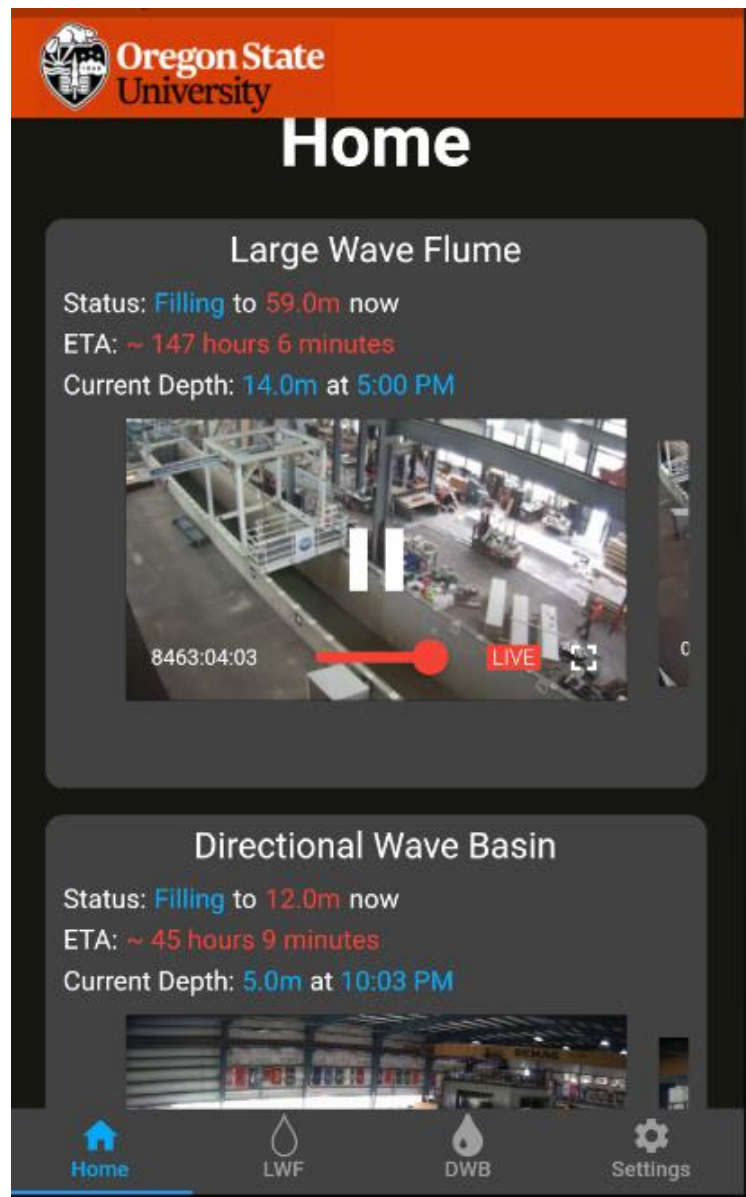 Oregon State
University
Home
Large Wave Flume
Status: Filling to 59.0m now
ETA: ~ 147 hours 6 minutes
Current Depth: 14.0m at 5:00 PM
8463:04:03
LIVE
0
Directional Wave Basin
Status: Filling to 12.0m now
ETA: ~ 45 hours 9 minutes
Current Depth: 5.0m at 10:03 PM
Home
LWF
DWB
Settings